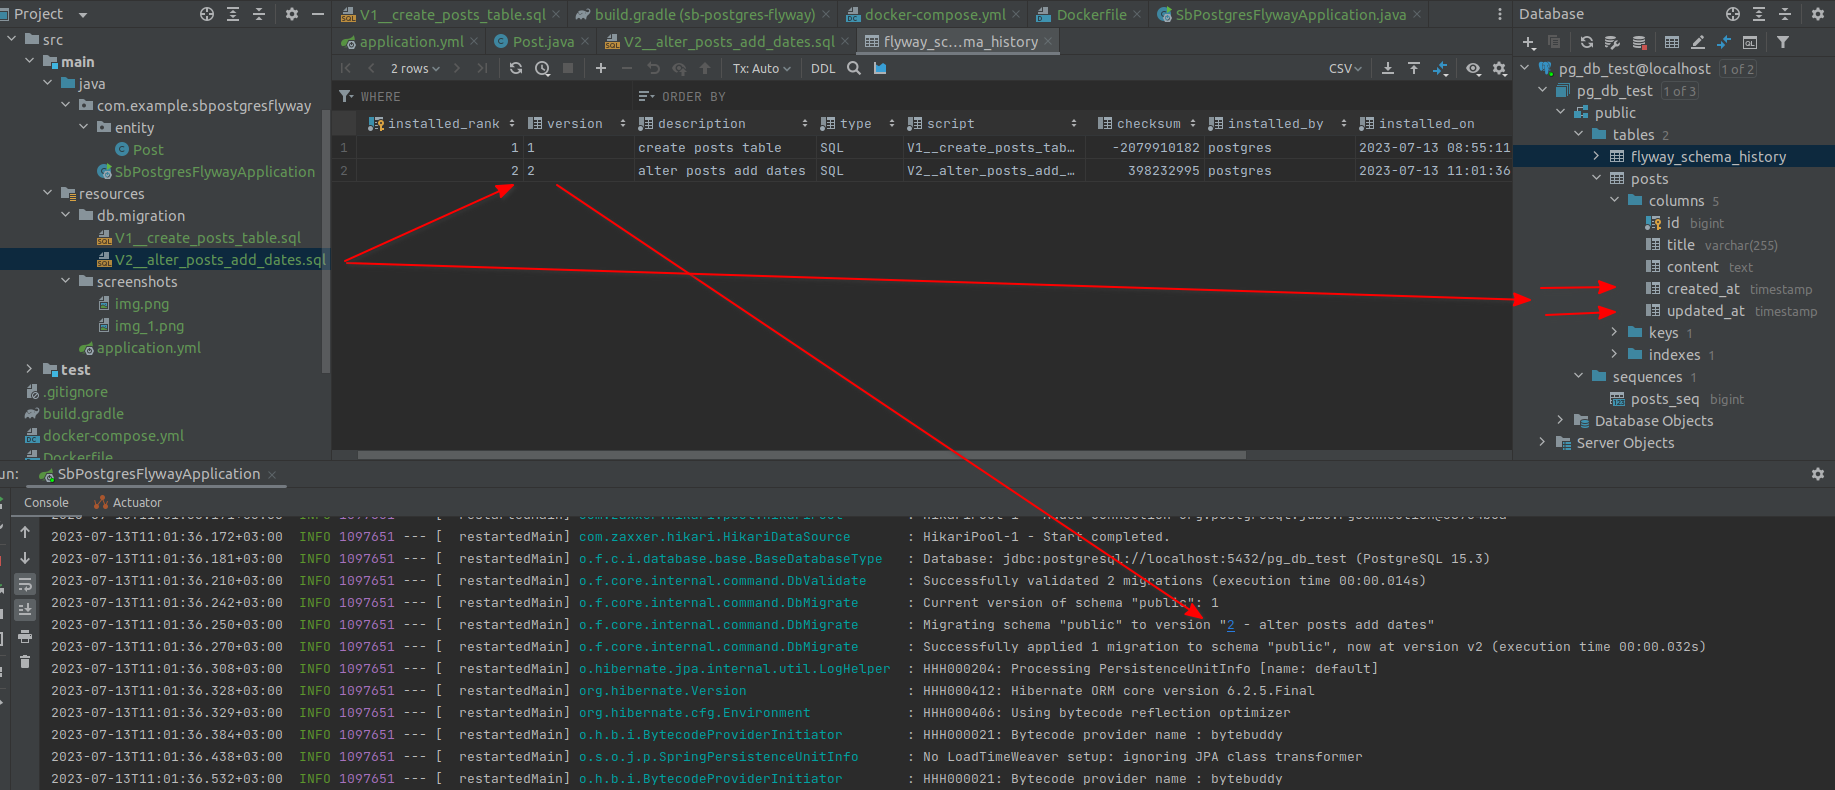 Project
V1__create_posts_table.sql
build.gradle (sb-postgres-flyway)
docker-compose.yml
Dockerfile
SbPostgresFlywayApplication.java
Database
application.yml
Post.java
V2__alter_posts_add_dates.sql
flyway_sc...ma_history
2 rows
Tx: Auto
DDL
CSV
WHERE
ORDER BY
installed_rank version description type script checksum installed_by installed_on
1 1 1 create posts table SQL V1__create_posts_tab… -2079910182 postgres 2023-07-13 08:55:11
2 2 2 alter posts add dates SQL V2__alter_posts_add_… 398232995 postgres 2023-07-13 11:01:36
src
main
java
com.example.sbpostgresflyway
entity
Post
SbPostgresFlywayApplication
resources
db.migration
V1__create_posts_table.sql
V2__alter_posts_add_dates.sql
screenshots
img.png
img_1.png
application.yml
test
.gitignore
build.gradle
docker-compose.yml
Dockerfile
pg_db_test@localhost 1 of 2
pg_db_test 1 of 3
public
tables 2
flyway_schema_history
posts
columns 5
id bigint
title varchar(255)
content text
created_at timestamp
updated_at timestamp
keys 1
indexes 1
sequences 1
posts_seq bigint
Database Objects
Server Objects
un:
SbPostgresFlywayApplication
Console
Actuator
2023-07-13T11:01:36.172+03:00 INFO 1097651 --- [ restartedMain] com.zaxxer.hikari.HikariDataSource : HikariPool-1 - Start completed.
2023-07-13T11:01:36.181+03:00 INFO 1097651 --- [ restartedMain] o.f.c.i.database.base.BaseDatabaseType : Database: jdbc:postgresql://localhost:5432/pg_db_test (PostgreSQL 15.3)
2023-07-13T11:01:36.210+03:00 INFO 1097651 --- [ restartedMain] o.f.core.internal.command.DbValidate : Successfully validated 2 migrations (execution time 00:00.014s)
2023-07-13T11:01:36.242+03:00 INFO 1097651 --- [ restartedMain] o.f.core.internal.command.DbMigrate : Current version of schema "public": 1
2023-07-13T11:01:36.250+03:00 INFO 1097651 --- [ restartedMain] o.f.core.internal.command.DbMigrate : Migrating schema "public" to version "2 - alter posts add dates"
2023-07-13T11:01:36.270+03:00 INFO 1097651 --- [ restartedMain] o.f.core.internal.command.DbMigrate : Successfully applied 1 migration to schema "public", now at version v2 (execution time 00:00.032s)
2023-07-13T11:01:36.308+03:00 INFO 1097651 --- [ restartedMain] o.hibernate.jpa.internal.util.LogHelper : HHH000204: Processing PersistenceUnitInfo [name: default]
2023-07-13T11:01:36.328+03:00 INFO 1097651 --- [ restartedMain] org.hibernate.Version : HHH000412: Hibernate ORM core version 6.2.5.Final
2023-07-13T11:01:36.329+03:00 INFO 1097651 --- [ restartedMain] org.hibernate.cfg.Environment : HHH000406: Using bytecode reflection optimizer
2023-07-13T11:01:36.384+03:00 INFO 1097651 --- [ restartedMain] o.h.b.i.BytecodeProviderInitiator : HHH000021: Bytecode provider name : bytebuddy
2023-07-13T11:01:36.438+03:00 INFO 1097651 --- [ restartedMain] o.s.o.j.p.SpringPersistenceUnitInfo : No LoadTimeWeaver setup: ignoring JPA class transformer
2023-07-13T11:01:36.532+03:00 INFO 1097651 --- [ restartedMain] o.h.b.i.BytecodeProviderInitiator : HHH000021: Bytecode provider name : bytebuddy